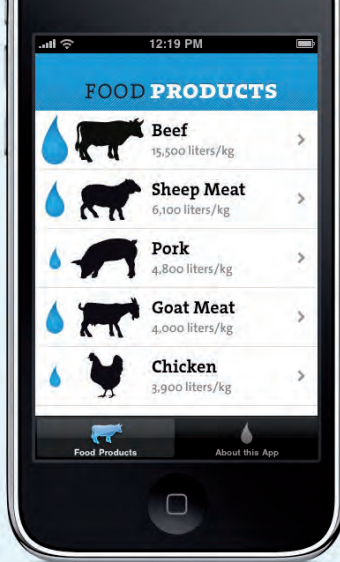 12:19 PM
FOOD PRODUCTS
Beef
15,500 liters/kg
Sheep Meat
6,100 liters/kg
Pork
4,800 liters/kg
Goat Meat
4,000 liters/kg
Chicken
3,900 liters/kg
Food Products About this App